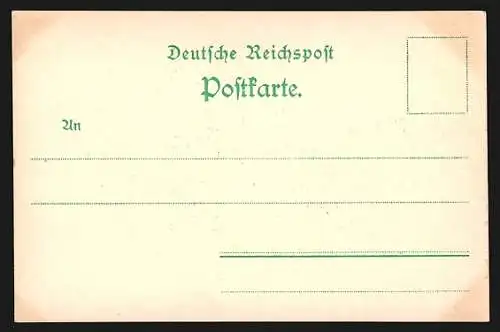 Deutſche Reichspoſt
Poſtkarte.
An